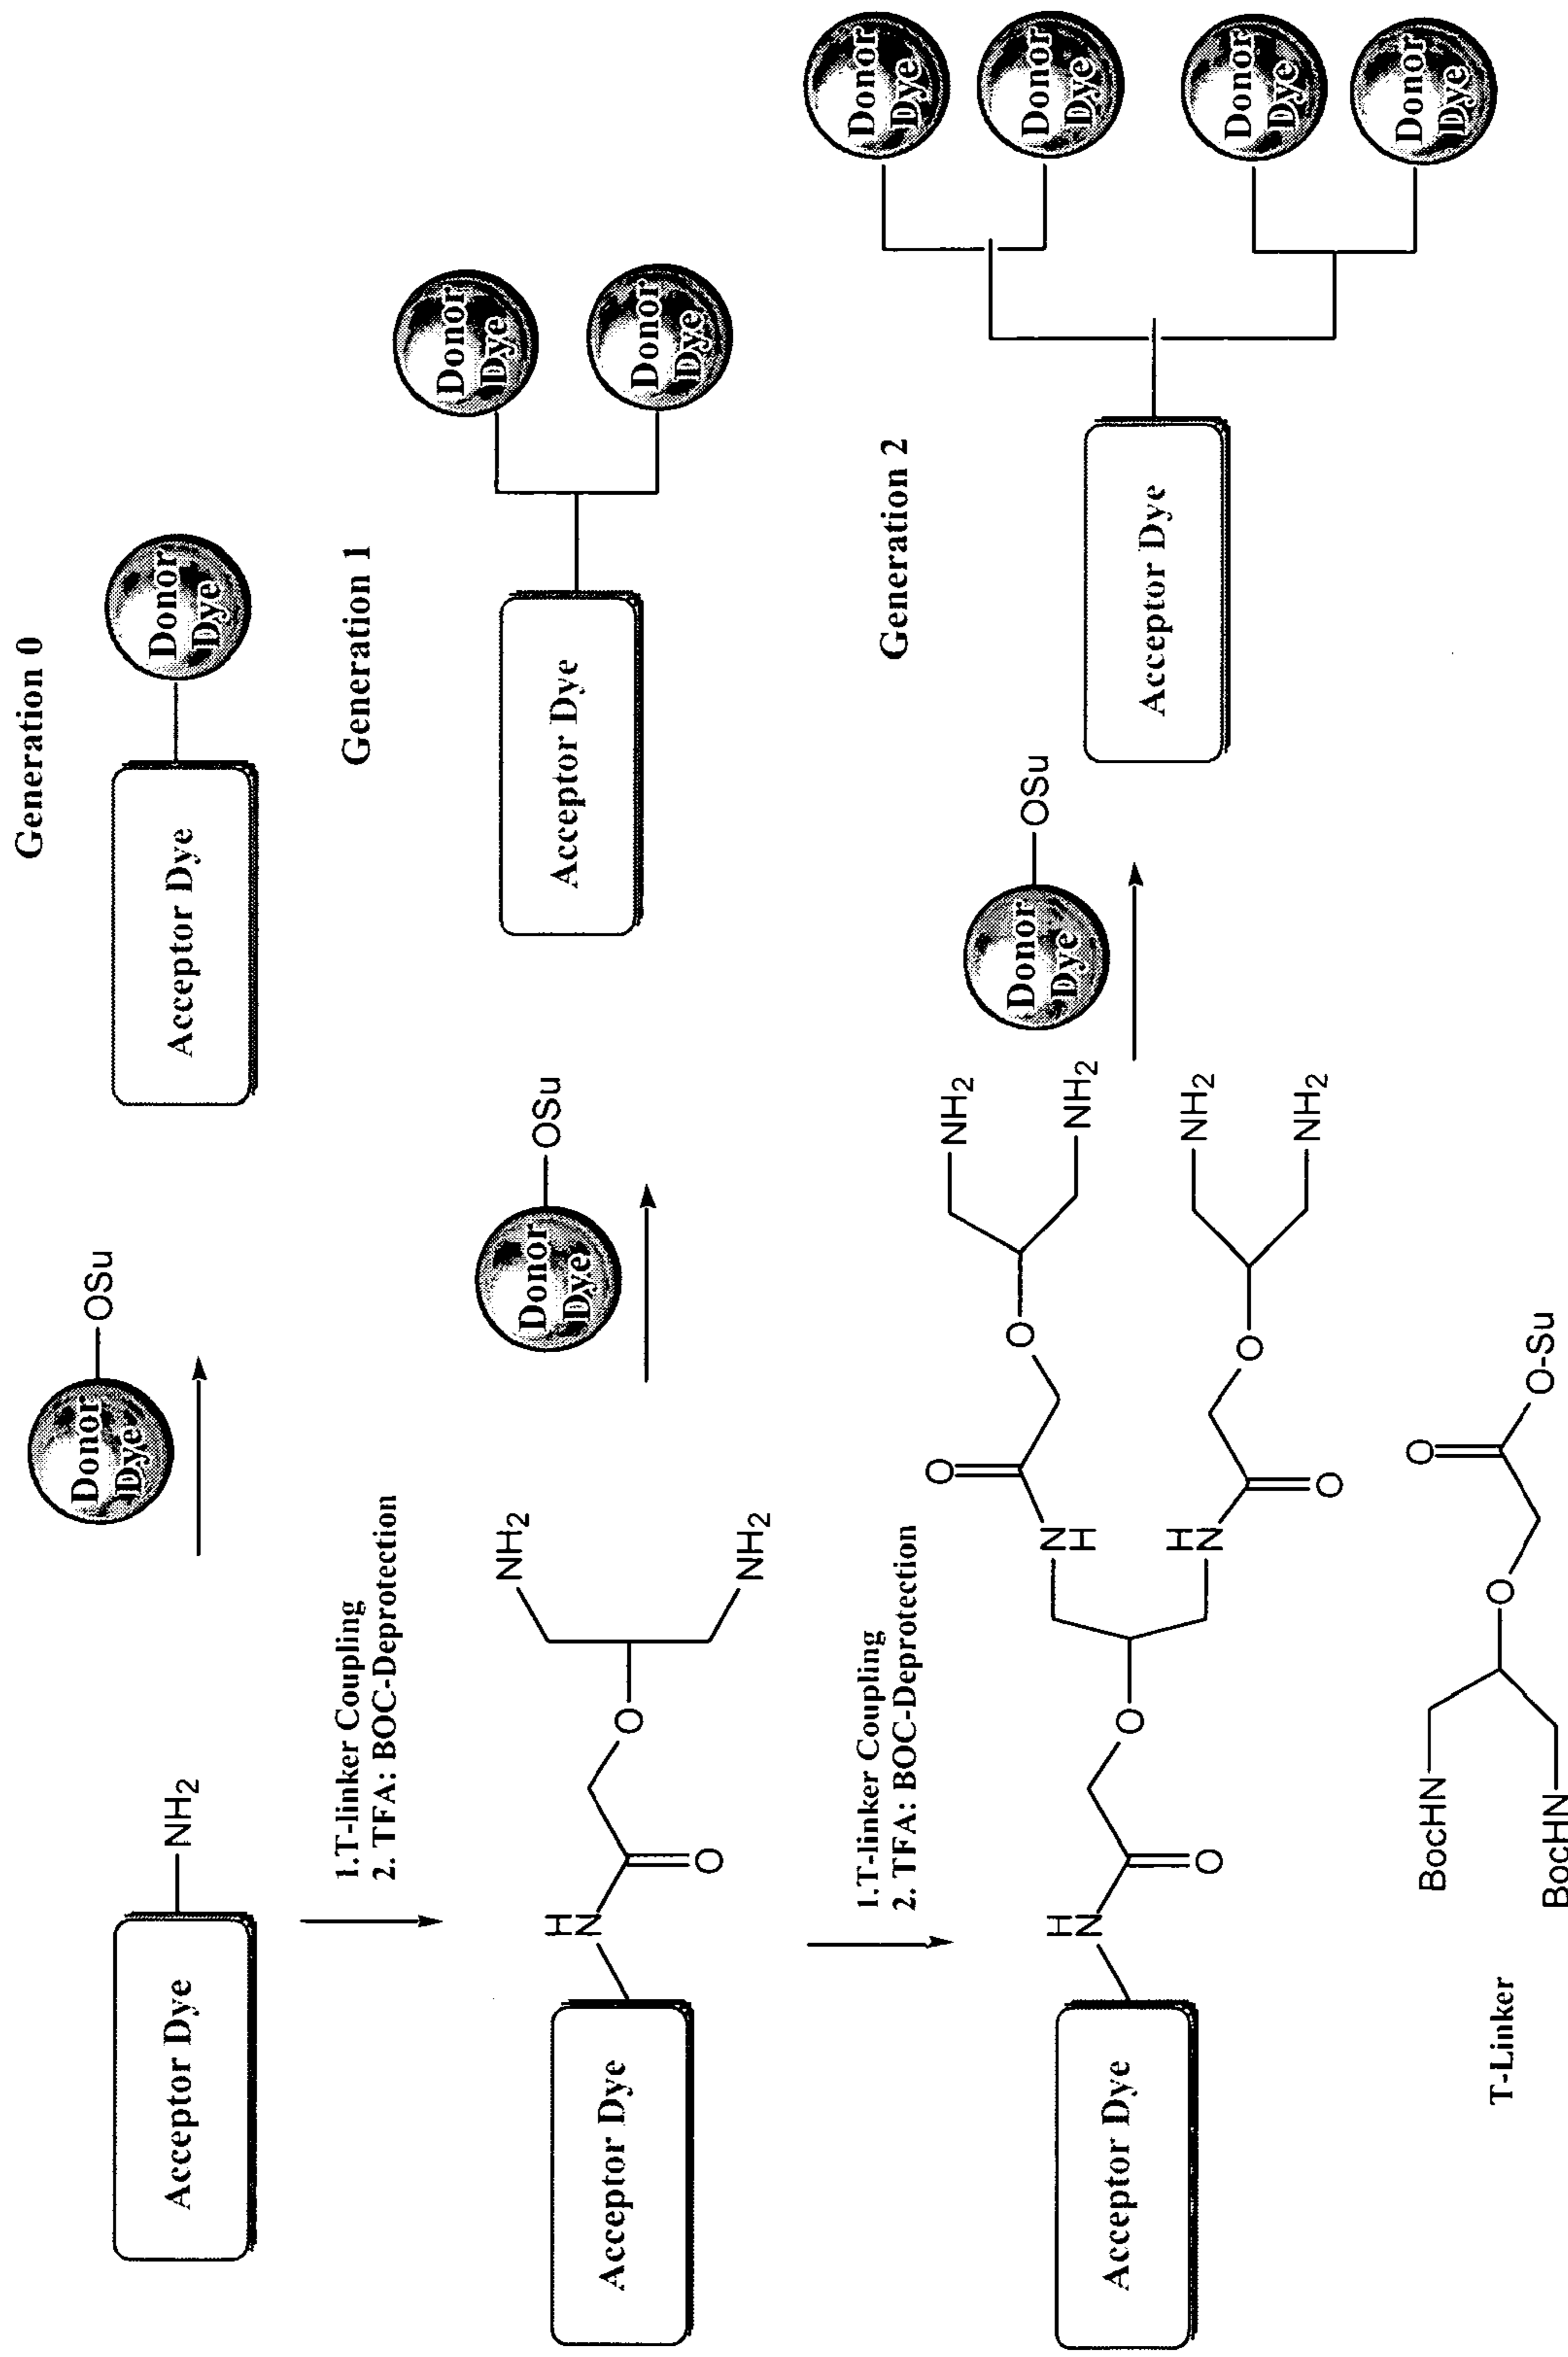 Generation 0
Acceptor Dye
NH2
Donor
Dye
OSu
Acceptor Dye
Donor
Dye
1.T-linker Coupling
2. TFA: BOC-Deprotection
Generation 1
Acceptor Dye
H
N
O
O
NH2
NH2
Donor
Dye
OSu
Acceptor Dye
Donor
Dye
Donor
Dye
1.T-linker Coupling
2. TFA: BOC-Deprotection
Generation 2
Acceptor Dye
H
N
O
O
N
H
H
N
O
O
O
O
NH2
NH2
NH2
NH2
Donor
Dye
OSu
Acceptor Dye
Donor
Dye
Donor
Dye
Donor
Dye
Donor
Dye
T-Linker
BocHN
BocHN
O
O
O-Su